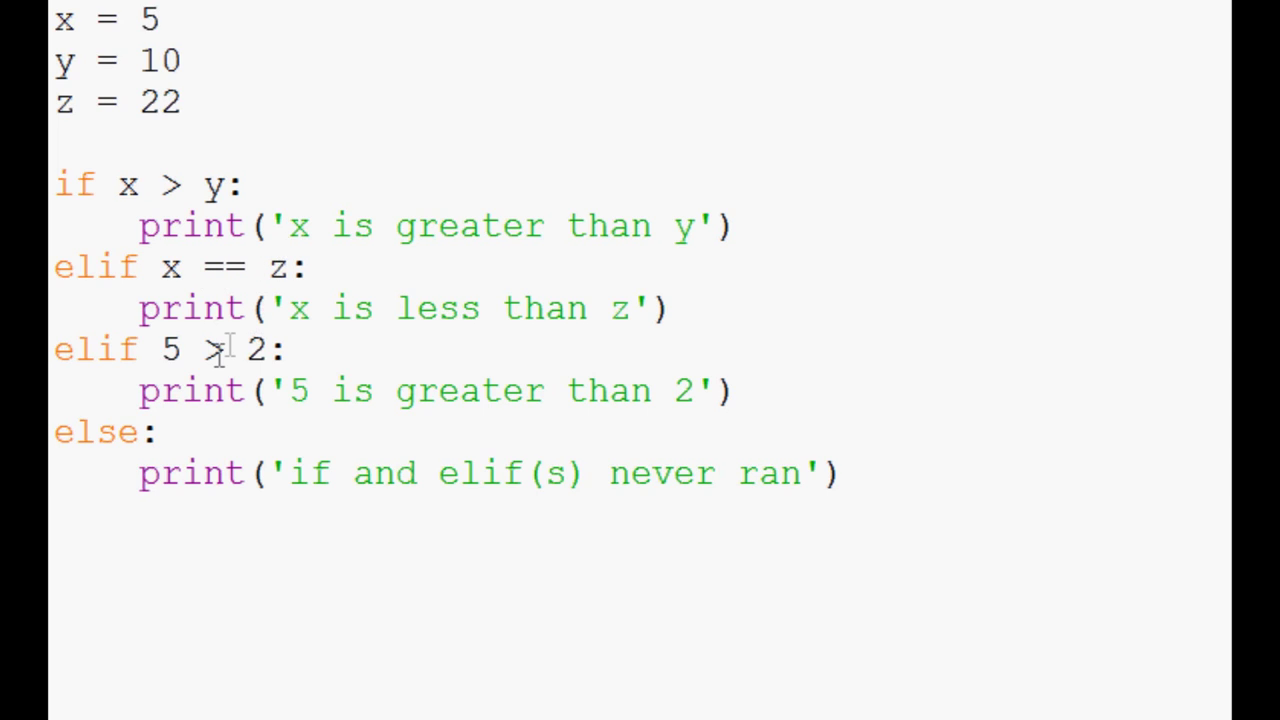 x = 5
y = 10
z = 22
if x > y:
    print('x is greater than y')
elif x == z:
    print('x is less than z')
elif 5 > 2:
    print('5 is greater than 2')
else:
    print('if and elif(s) never ran')